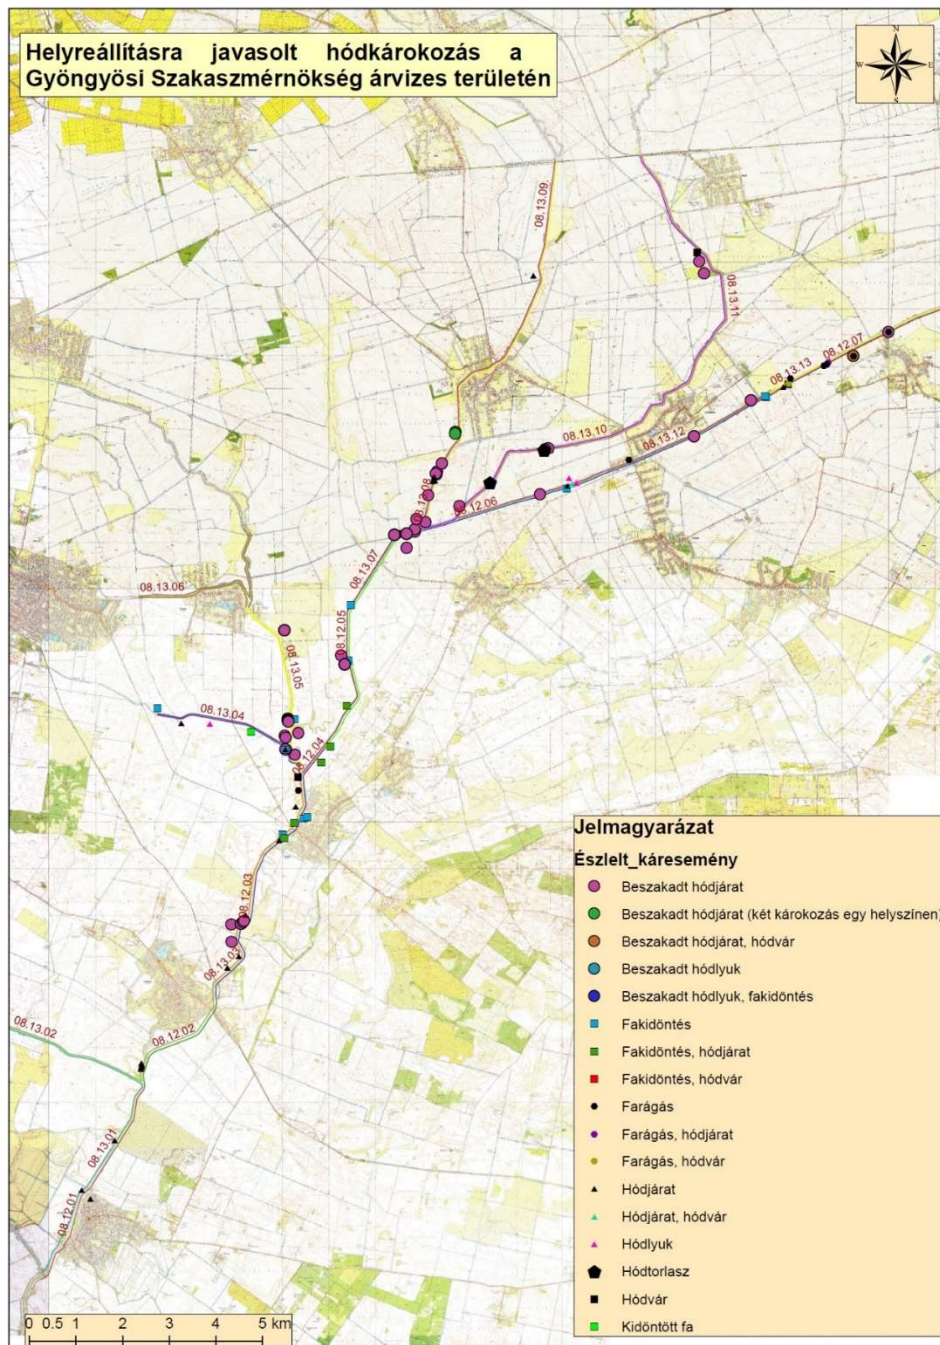 Helyreállításra javasolt hódkárokozás a
Gyöngyösi Szakaszmérnökség árvizes területén
N
W
E
S
08.13.09.
08.13.11
08.12.07
08.13.13
08.13.10
08.13.12
08.12.08
08.12.06
08.13.07
08.13.06
08.12.05
08.13.05
08.13.04
08.12.04
08.12.03
08.13.03
08.12.02
08.13.02
08.13.01
08.12.01
Jelmagyarázat
Észlelt_káresemény
Beszakadt hódjárat
Beszakadt hódjárat (két károkozás egy helyszínen)
Beszakadt hódjárat, hódvár
Beszakadt hódlyuk
Beszakadt hódlyuk, fakidöntés
Fakidöntés
Fakidöntés, hódjárat
Fakidöntés, hódvár
Farágás
Farágás, hódjárat
Farágás, hódvár
Hódjárat
Hódjárat, hódvár
Hódlyuk
Hódtorlasz
Hódvár
Kidöntött fa
0 0.5 1 2 3 4 5 km